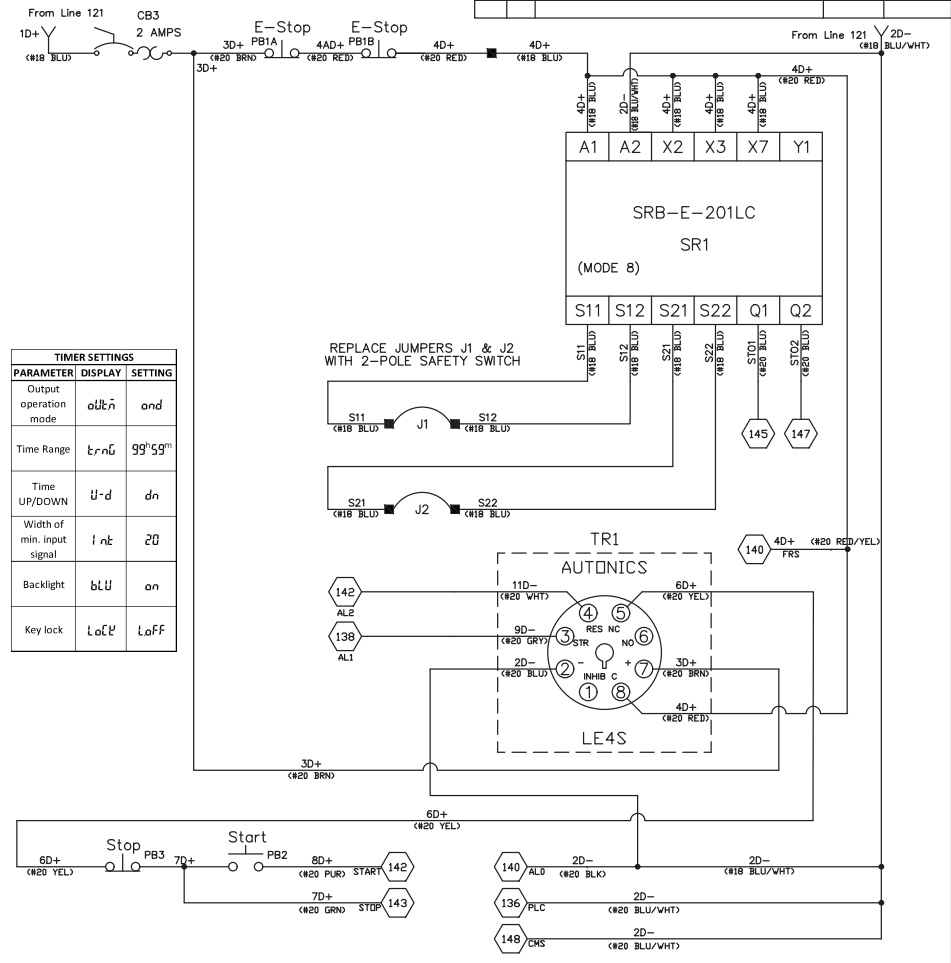 From Line 121
1D+
(#18 BLU)
CB3
2 AMPS
3D+
3D+
(#20 BRN)
E-Stop
PB1A
4AD+
(#20 RED)
E-Stop
PB1B
4D+
(#20 RED)
4D+
(#18 BLU)
From Line 121
2D-
(#18 BLU/WHT)
4D+
(#20 RED)
4D+
(#18 BLU)
2D-
(#18 BLU/WHT)
4D+
(#18 BLU)
4D+
(#18 BLU)
4D+
(#18 BLU)
A1 A2 X2 X3 X7 Y1
SRB-E-201LC
SR1
(MODE 8)
S11 S12 S21 S22 Q1 Q2
S11
(#18 BLU)
S12
(#18 BLU)
S21
(#18 BLU)
S22
(#18 BLU)
STO1
(#20 BLU)
STO2
(#20 BLU)
145
147
REPLACE JUMPERS J1 & J2
WITH 2-POLE SAFETY SWITCH
S11
(#18 BLU)
J1
S12
(#18 BLU)
S21
(#18 BLU)
J2
S22
(#18 BLU)
TIMER SETTINGS
PARAMETER DISPLAY SETTING
Output
operation
mode
oUtm ond
Time Range trnG 99h59m
Time
UP/DOWN
U-d dn
Width of
min. input
signal
Int 20
Backlight bLU on
Key lock LoCK LoFF
140
4D+
FRS
(#20 RED/YEL)
TR1
AUTONICS
142
AL2
11D-
(#20 WHT)
6D+
(#20 YEL)
138
AL1
9D-
(#20 GRY)
2D-
(#20 BLU)
4 5
RES NC
3 STR NO 6
2 - + 7
INHIB C
1 8
3D+
(#20 BRN)
4D+
(#20 RED)
LE4S
3D+
(#20 BRN)
6D+
(#20 YEL)
6D+
(#20 YEL)
Stop
PB3
7D+
Start
PB2
8D+
(#20 PUR)
START
142
7D+
(#20 GRN)
STOP
143
140
ALO
2D-
(#20 BLK)
2D-
(#18 BLU/WHT)
136
PLC
2D-
(#20 BLU/WHT)
148
CMS
2D-
(#20 BLU/WHT)